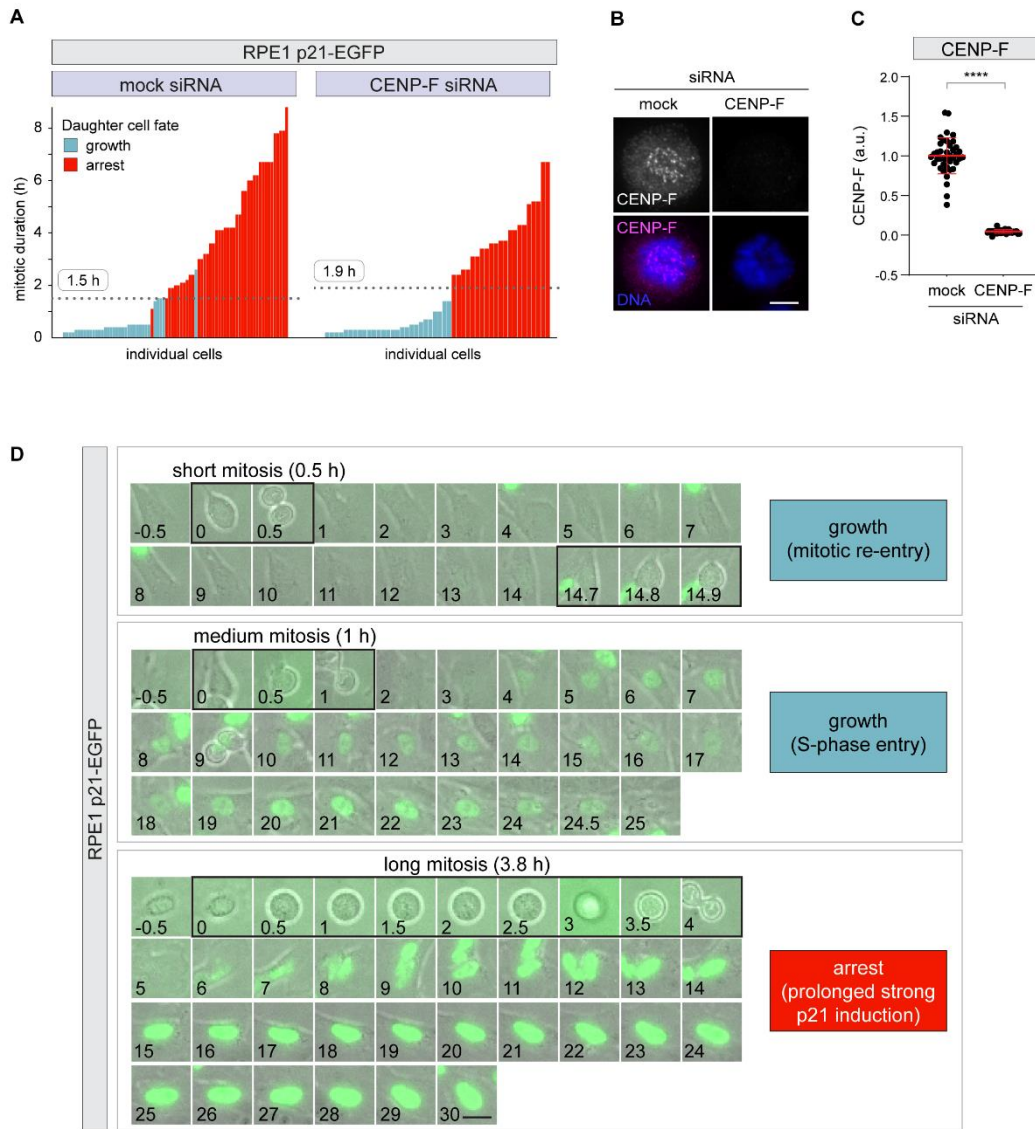 A
RPE1 p21-EGFP
mock siRNA
CENP-F siRNA
mitotic duration (h)
8
6
4
2
0
Daughter cell fate
growth
arrest
1.5 h
1.9 h
individual cells
individual cells
B
siRNA
mock CENP-F
CENP-F
CENP-F
DNA
C
CENP-F
CENP-F (a.u.)
2.0
1.5
1.0
0.5
0.0
-0.5
****
mock CENP-F
siRNA
D
RPE1 p21-EGFP
short mitosis (0.5 h)
-0.5 0 0.5 1 2 3 4 5 6 7
8 9 10 11 12 13 14 14.7 14.8 14.9
growth
(mitotic re-entry)
medium mitosis (1 h)
-0.5 0 0.5 1 2 3 4 5 6 7
8 9 10 11 12 13 14 15 16 17
18 19 20 21 22 23 24 24.5 25
growth
(S-phase entry)
long mitosis (3.8 h)
-0.5 0 0.5 1 1.5 2 2.5 3 3.5 4
5 6 7 8 9 10 11 12 13 14
15 16 17 18 19 20 21 22 23 24
25 26 27 28 29 30
arrest
(prolonged strong
p21 induction)